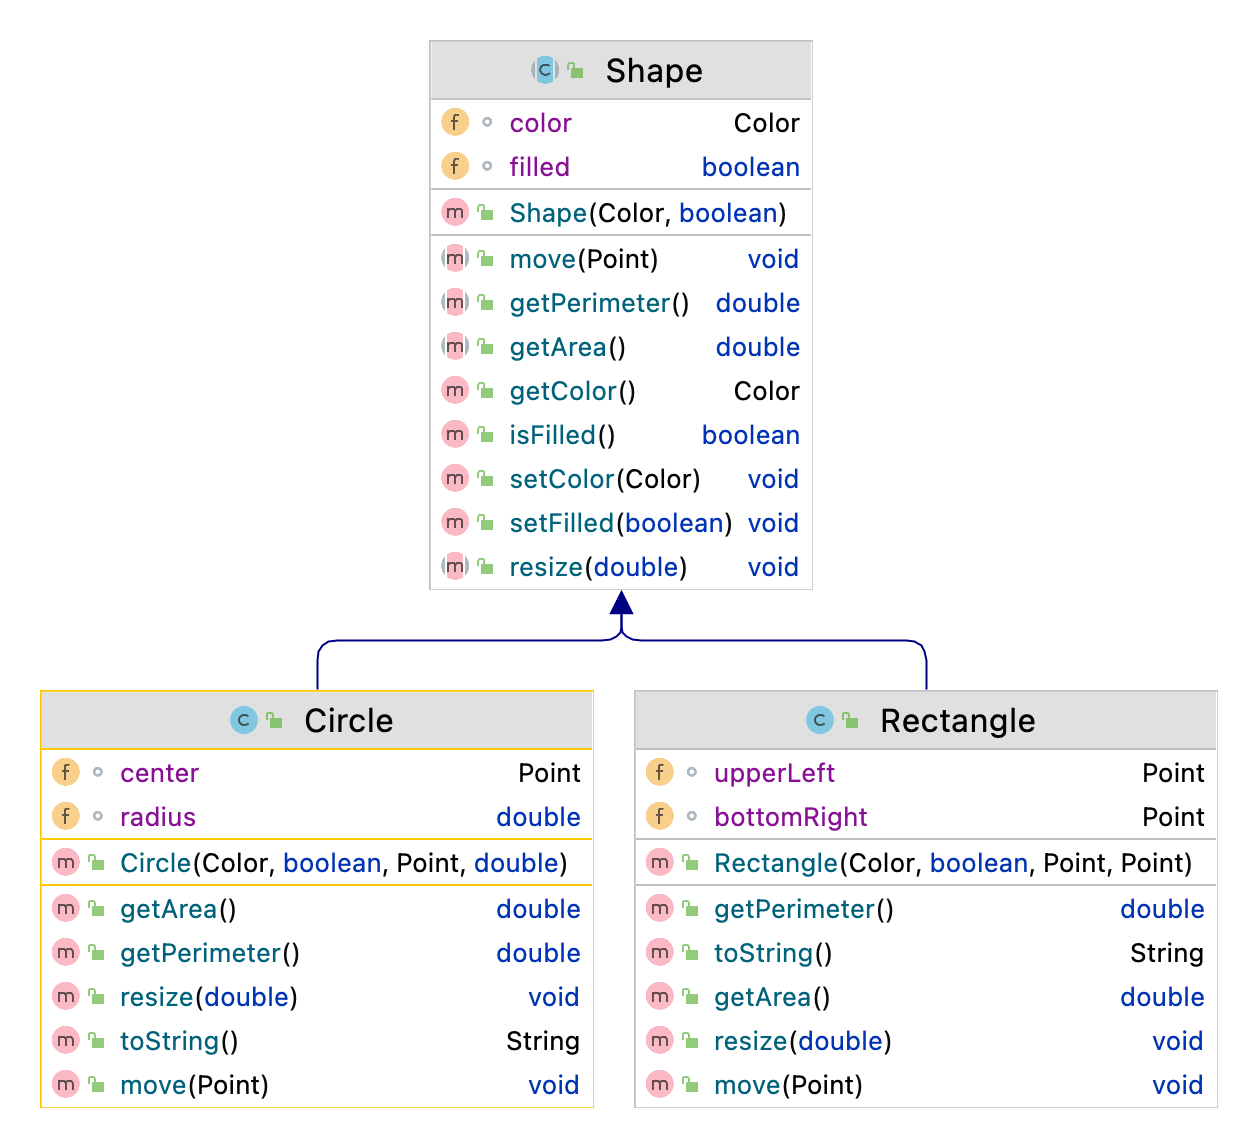 C Shape
f color Color
f filled boolean
m Shape(Color, boolean)
m move(Point) void
m getPerimeter() double
m getArea() double
m getColor() Color
m isFilled() boolean
m setColor(Color) void
m setFilled(boolean) void
m resize(double) void
C Circle
f center Point
f radius double
m Circle(Color, boolean, Point, double)
m getArea() double
m getPerimeter() double
m resize(double) void
m toString() String
m move(Point) void
C Rectangle
f upperLeft Point
f bottomRight Point
m Rectangle(Color, boolean, Point, Point)
m getPerimeter() double
m toString() String
m getArea() double
m resize(double) void
m move(Point) void